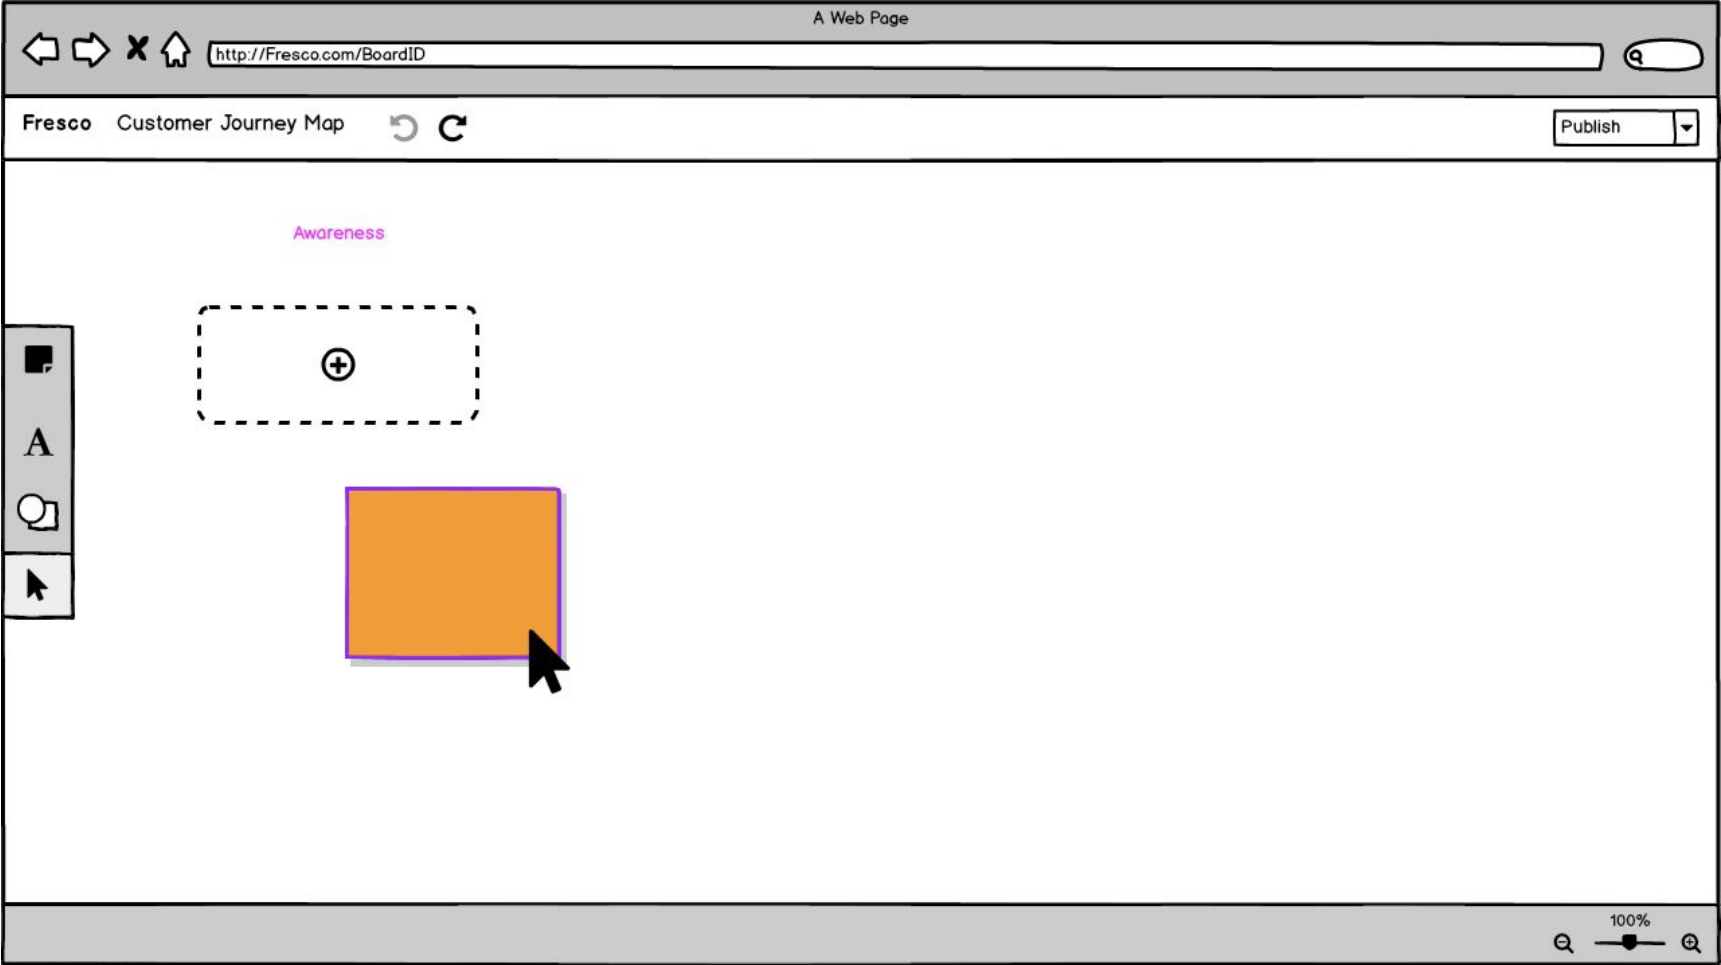 A Web Page
http://Fresco.com/BoardID
Fresco Customer Journey Map Publish
Awareness
A
100%